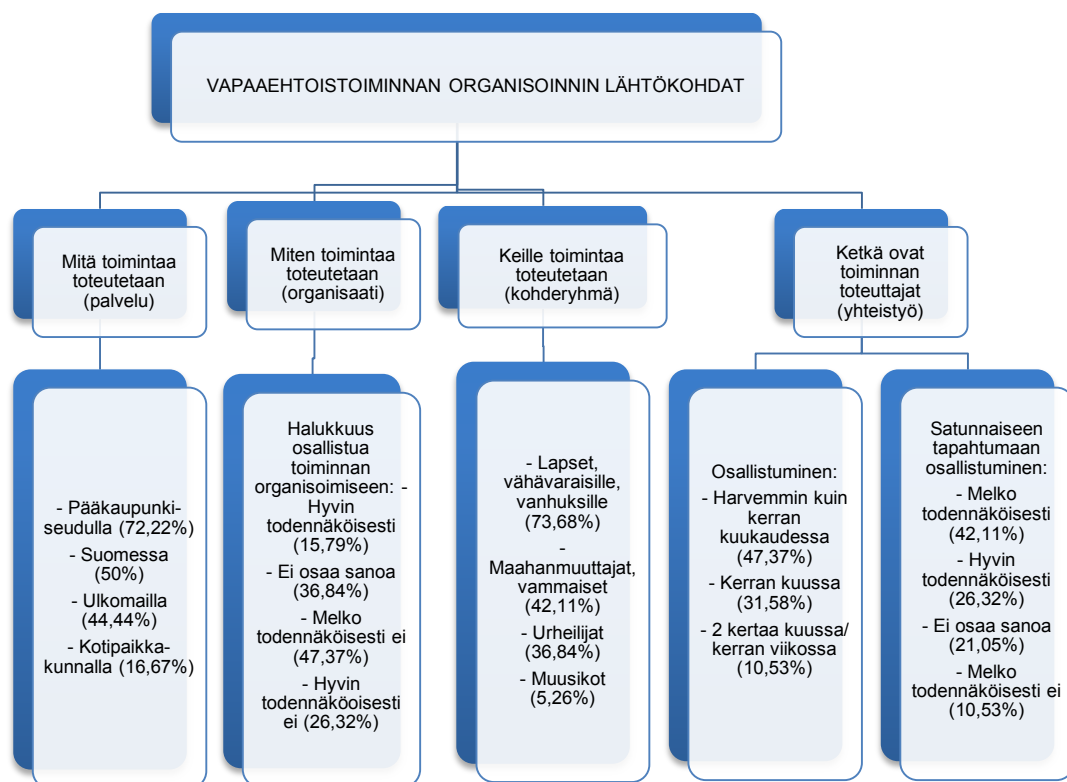 VAPAAEHTOISTOIMINNAN ORGANISOINNIN LÄHTÖKOHDAT
Mitä toimintaa
toteutetaan
(palvelu)
Miten toimintaa
toteutetaan
(organisaati)
Keille toimintaa
toteutetaan
(kohderyhmä)
Ketkä ovat
toiminnan
toteuttajat
(yhteistyö)
- Pääkaupunki-
seudulla (72,22%)
- Suomessa
(50%)
- Ulkomailla
(44,44%)
- Kotipaikka-
kunnalla (16,67%)
Halukkuus
osallistua
toiminnan
organisoimiseen: -
Hyvin
todennäköisesti
(15,79%)
- Ei osaa sanoa
(36,84%)
- Melko
todennäköisesti ei
(47,37%)
- Hyvin
todennäköoisesti
ei (26,32%)
- Lapset,
vähävaraisille,
vanhuksille
(73,68%)
-
Maahanmuuttajat,
vammaiset
(42,11%)
- Urheilijat
(36,84%)
- Muusikot
(5,26%)
Osallistuminen:
- Harvemmin kuin
kerran
kuukaudessa
(47,37%)
- Kerran kuussa
(31,58%)
- 2 kertaa kuussa/
kerran viikossa
(10,53%)
Satunnaiseen
tapahtumaan
osallistuminen:
- Melko
todennäköisesti
(42,11%)
- Hyvin
todennäköisesti
(26,32%)
- Ei osaa sanoa
(21,05%)
- Melko
todennäköisesti ei
(10,53%)